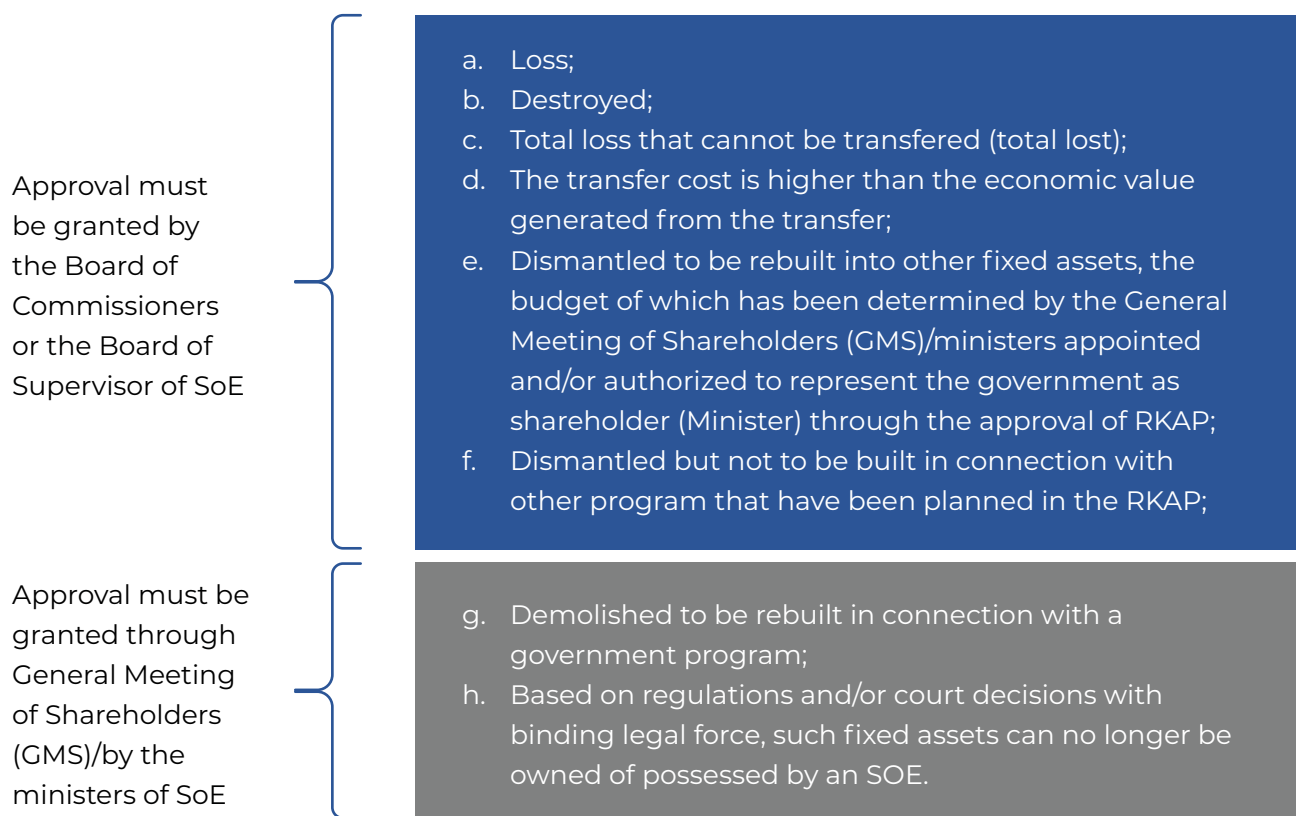 Approval must
be granted by
the Board of
Commissioners
or the Board of
Supervisor of SoE
a. Loss;
b. Destroyed;
c. Total loss that cannot be transfered (total lost);
d. The transfer cost is higher than the economic value
generated from the transfer;
e. Dismantled to be rebuilt into other fixed assets, the
budget of which has been determined by the General
Meeting of Shareholders (GMS)/ministers appointed
and/or authorized to represent the government as
shareholder (Minister) through the approval of RKAP;
f. Dismantled but not to be built in connection with
other program that have been planned in the RKAP;
Approval must be
granted through
General Meeting
of Shareholders
(GMS)/by the
ministers of SoE
g. Demolished to be rebuilt in connection with a
government program;
h. Based on regulations and/or court decisions with
binding legal force, such fixed assets can no longer be
owned of possessed by an SOE.